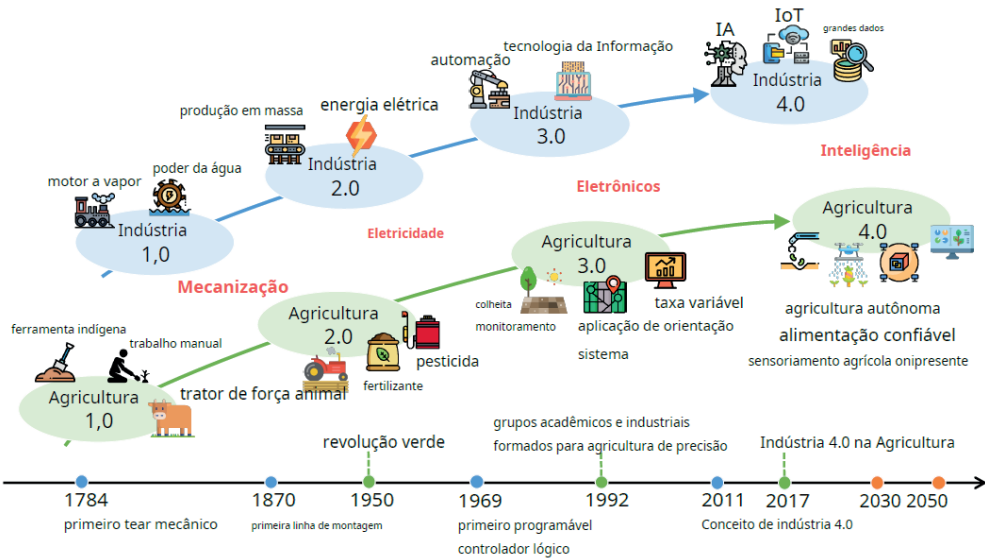 IA
IoT
grandes dados
Indústria
4.0
tecnologia da Informação
automação
Indústria
3.0
produção em massa
energia elétrica
Indústria
2.0
motor a vapor
poder da água
Indústria
1,0
Inteligência
Eletrônicos
Eletricidade
Mecanização
Agricultura
4.0
agricultura autônoma
alimentação confiável
sensoriamento agrícola onipresente
Agricultura
3.0
colheita
monitoramento
taxa variável
aplicação de orientação
sistema
Agricultura
2.0
pesticida
fertilizante
trator de força animal
ferramenta indígena
trabalho manual
Agricultura
1,0
revolução verde
grupos acadêmicos e industriais
formados para agricultura de precisão
Indústria 4.0 na Agricultura
1784
1870
1950
1969
1992
2011
2017
2030
2050
primeiro tear mecânico
primeira linha de montagem
primeiro programável
controlador lógico
Conceito de indústria 4.0